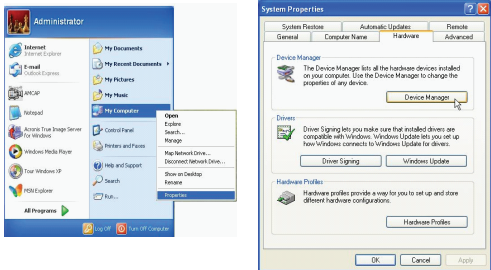 Administrator
Internet
Internet Explorer
E-mail
Outlook Express
AMCAP
Notepad
Acronis True Image Server
for Windows
Windows Media Player
Tour Windows XP
MSN Explorer
All Programs
My Documents
My Recent Documents
My Pictures
My Music
My Computer
Control Panel
Printers and Faxes
Help and Support
Search
Run...
Open
Explore
Search...
Manage
Map Network Drive...
Disconnect Network Drive...
Show on Desktop
Rename
Properties
Log Off
Turn Off Computer
System Properties
System Restore
Automatic Updates
Remote
General
Computer Name
Hardware
Advanced
Device Manager
The Device Manager lists all the hardware devices installed
on your computer. Use the Device Manager to change the
properties of any device.
Device Manager
Drivers
Driver Signing lets you make sure that installed drivers are
compatible with Windows. Windows Update lets you set up
how Windows connects to Windows Update for drivers.
Driver Signing
Windows Update
Hardware Profiles
Hardware profiles provide a way for you to set up and store
different hardware configurations.
Hardware Profiles
OK
Cancel
Apply